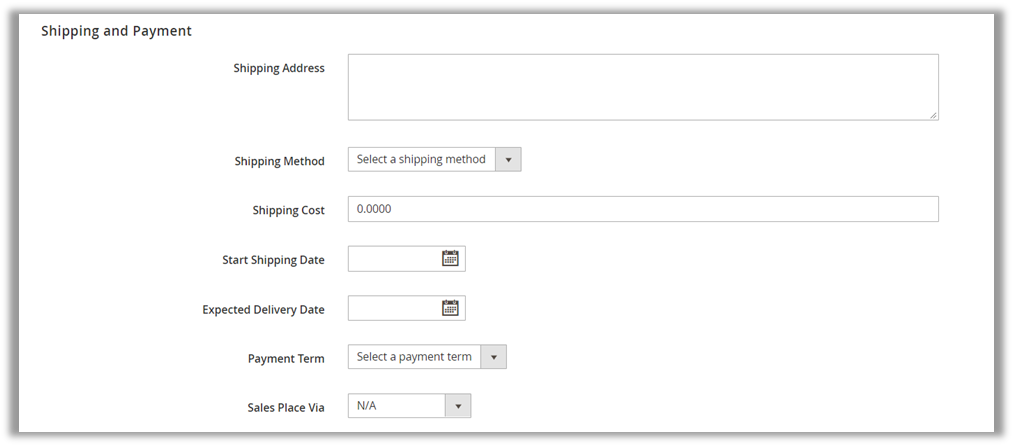 Shipping and Payment
Shipping Address
Shipping Method Select a shipping method
Shipping Cost 0.0000
Start Shipping Date
Expected Delivery Date
Payment Term Select a payment term
Sales Place Via N/A